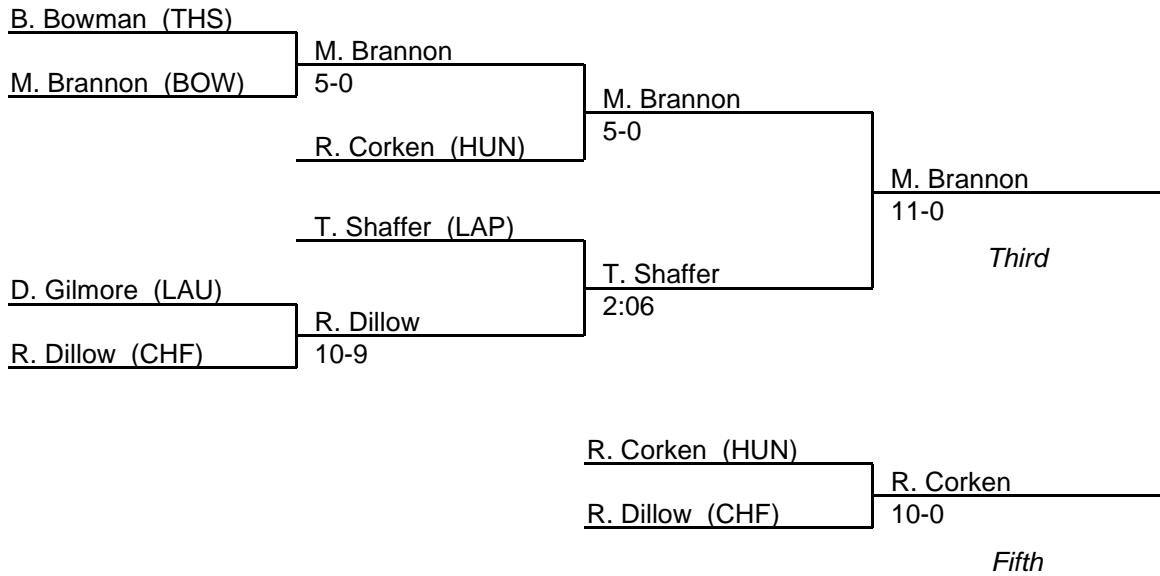 B. Bowman (THS)
M. Brannon
M. Brannon (BOW)
5-0
M. Brannon
5-0
R. Corken (HUN)
M. Brannon
11-0
T. Shaffer (LAP)
Third
T. Shaffer
D. Gilmore (LAU)
2:06
R. Dillow
R. Dillow (CHF)
10-9
R. Corken (HUN)
R. Corken
R. Dillow (CHF)
10-0
Fifth